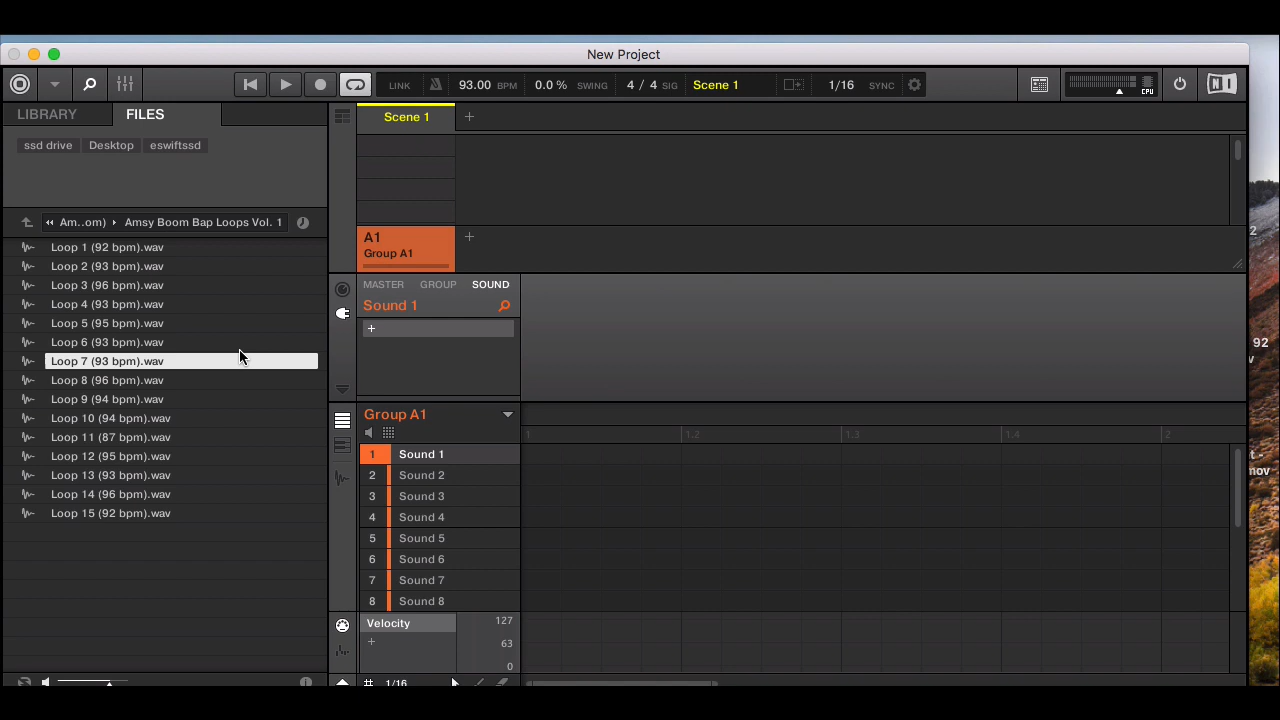 New Project
LINK 93.00 BPM 0.0 % SWING 4 / 4 SIG Scene 1 1/16 SYNC CPU
LIBRARY FILES
ssd drive Desktop eswiftssd
Am..om) Amsy Boom Bap Loops Vol. 1
Loop 1 (92 bpm).wav
Loop 2 (93 bpm).wav
Loop 3 (96 bpm).wav
Loop 4 (93 bpm).wav
Loop 5 (95 bpm).wav
Loop 6 (93 bpm).wav
Loop 7 (93 bpm).wav
Loop 8 (96 bpm).wav
Loop 9 (94 bpm).wav
Loop 10 (94 bpm).wav
Loop 11 (87 bpm).wav
Loop 12 (95 bpm).wav
Loop 13 (93 bpm).wav
Loop 14 (96 bpm).wav
Loop 15 (92 bpm).wav
Scene 1 +
A1 +
Group A1
MASTER GROUP SOUND
Sound 1
+
Group A1
1 1.2 1.3 1.4 2
1 Sound 1
2 Sound 2
3 Sound 3
4 Sound 4
5 Sound 5
6 Sound 6
7 Sound 7
8 Sound 8
Velocity 127
+ 63
0
1/16
2
92
v
t -
nov